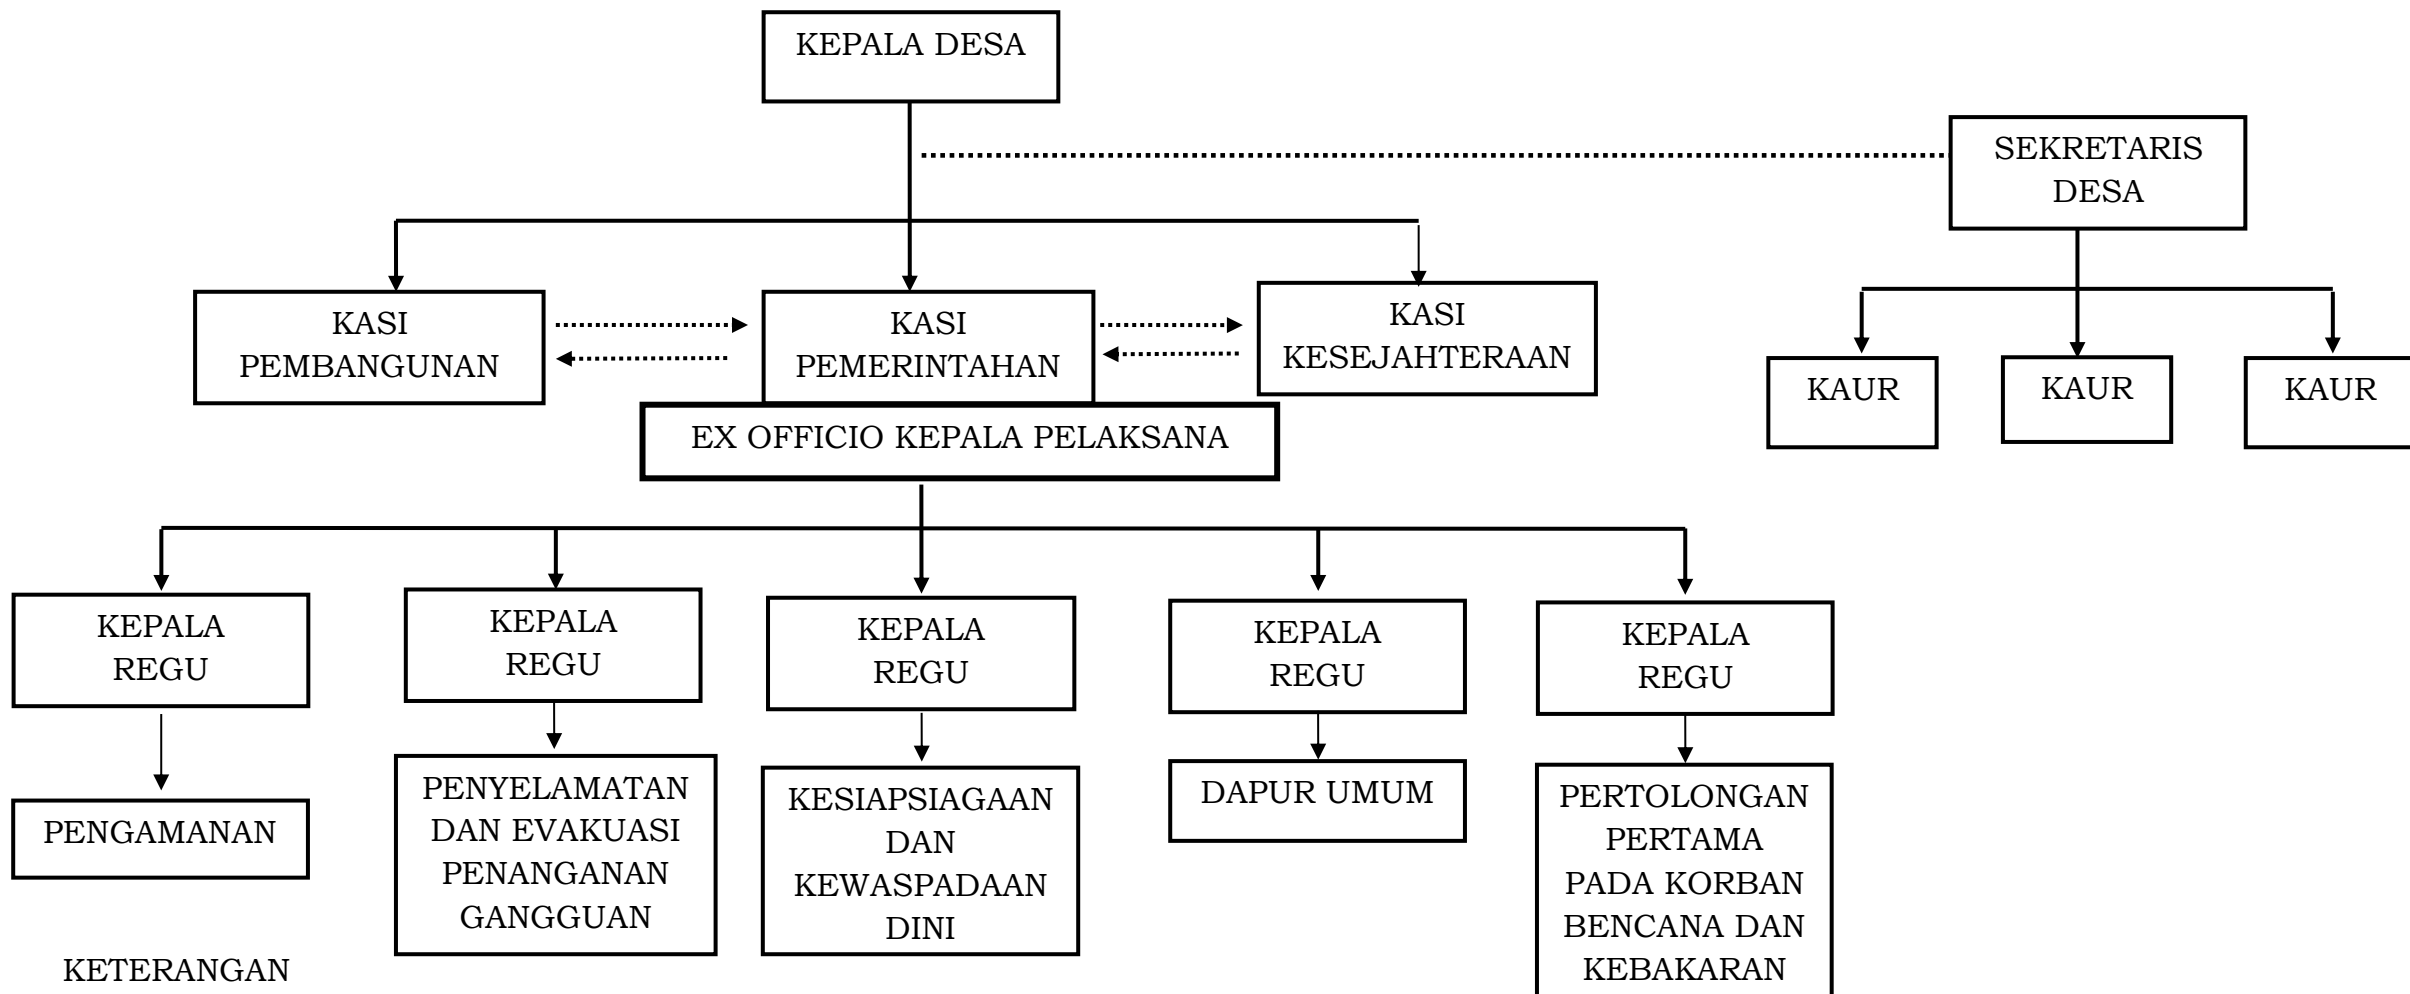 KEPALA DESA
SEKRETARIS
DESA
KASI
PEMBANGUNAN
KASI
PEMERINTAHAN
KASI
KESEJAHTERAAN
KAUR
KAUR
KAUR
EX OFFICIO KEPALA PELAKSANA
KEPALA
REGU
KEPALA
REGU
KEPALA
REGU
KEPALA
REGU
KEPALA
REGU
PENGAMANAN
PENYELAMATAN
DAN EVAKUASI
PENANGANAN
GANGGUAN
KESIAPSIAGAAN
DAN
KEWASPADAAN
DINI
DAPUR UMUM
PERTOLONGAN
PERTAMA
PADA KORBAN
BENCANA DAN
KEBAKARAN
KETERANGAN